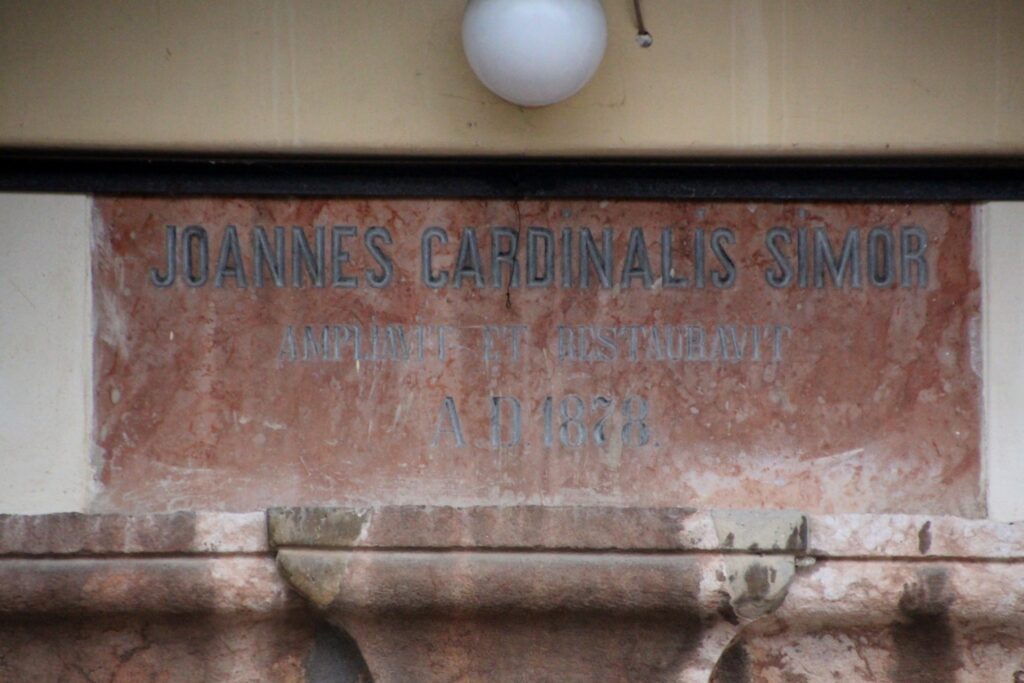 JOANNES CARDINALIS SIMOR
AMPLIAVIT ET RESTAURAVIT
A D 1878.